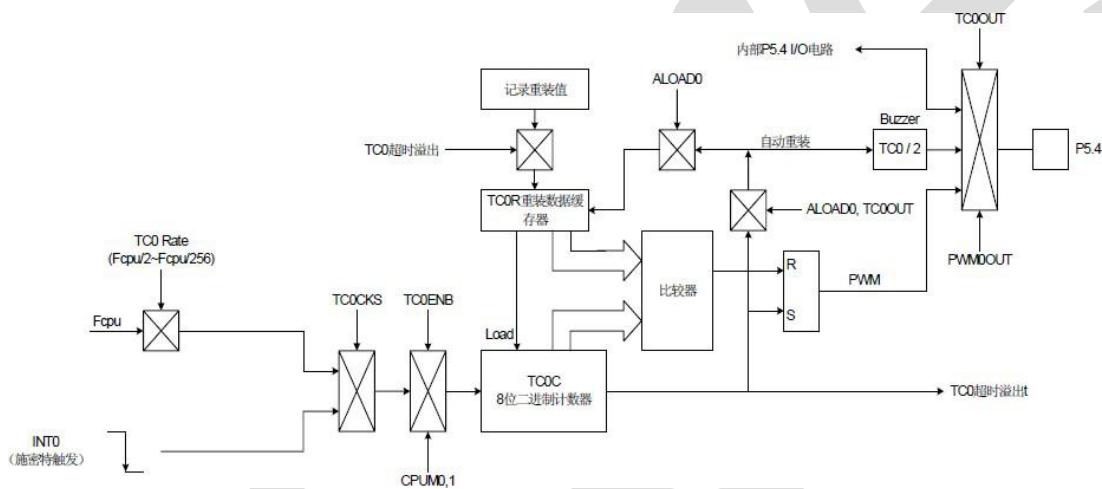 TC0OUT
内部P5.4 I/O电路
记录重装值
ALOAD0
Buzzer
TC0超时溢出
自动重装
TC0 / 2
P5.4
TC0R重装数据缓
存器
ALOAD0, TC0OUT
TC0 Rate
(Fcpu/2~Fcpu/256)
PWM0OUT
比较器
R
PWM
TC0CKS
TC0ENB
Fcpu
Load
S
TC0C
8位二进制计数器
TC0超时溢出t
INT0
（施密特触发）
CPUM0,1